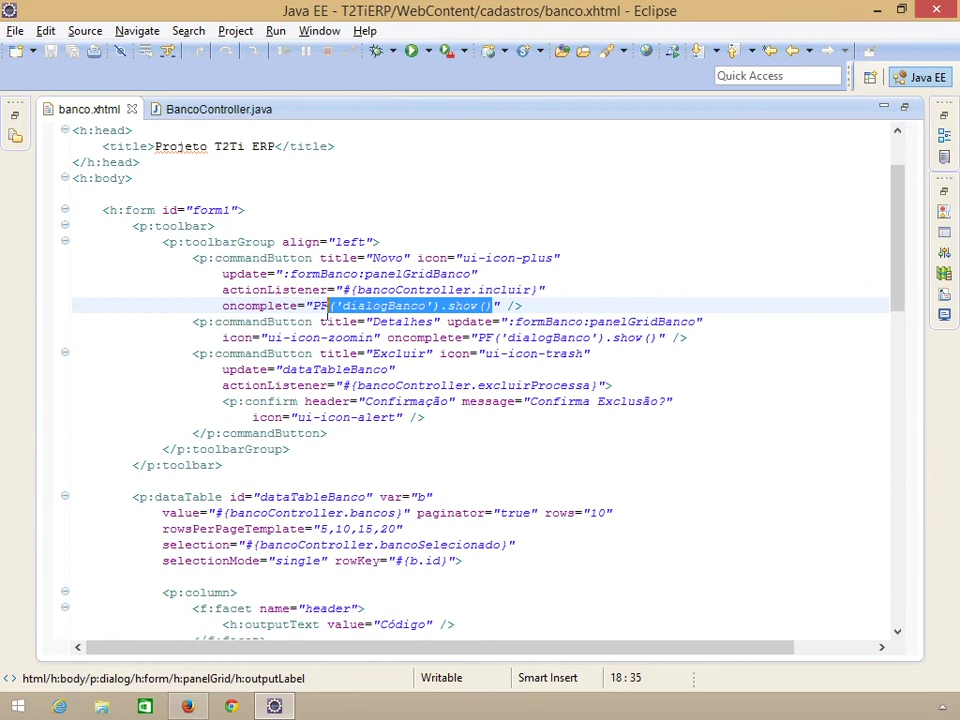 Java EE - T2TiERP/WebContent/cadastros/banco.xhtml - Eclipse
File Edit Source Navigate Search Project Run Window Help
Quick Access
Java EE
banco.xhtml
BancoController.java
<h:head>
<title>Projeto T2Ti ERP</title>
</h:head>
<h:body>
<h:form id="form1">
<p:toolbar>
<p:toolbarGroup align="left">
<p:commandButton title="Novo" icon="ui-icon-plus"
update=":formBanco:panelGridBanco"
actionListener="#{bancoController.incluir}"
oncomplete="PF('dialogBanco').show()" />
<p:commandButton title="Detalhes" update=":formBanco:panelGridBanco"
icon="ui-icon-zoomin" oncomplete="PF('dialogBanco').show()" />
<p:commandButton title="Excluir" icon="ui-icon-trash"
update="dataTableBanco"
actionListener="#{bancoController.excluirProcessa}">
<p:confirm header="Confirmação" message="Confirma Exclusão?"
icon="ui-icon-alert" />
</p:commandButton>
</p:toolbarGroup>
</p:toolbar>
<p:dataTable id="dataTableBanco" var="b"
value="#{bancoController.bancos}" paginator="true" rows="10"
rowsPerPageTemplate="5,10,15,20"
selection="#{bancoController.bancoSelecionado}"
selectionMode="single" rowKey="#{b.id}">
<p:column>
<f:facet name="header">
<h:outputText value="Código" />
</f:facet>
html/h:body/p:dialog/h:form/h:panelGrid/h:outputLabel
Writable
Smart Insert
18 : 35